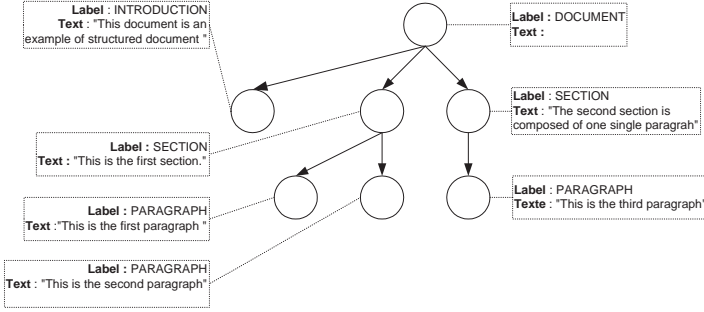 Label : INTRODUCTION
Text : "This document is an
example of structured document "
Label : DOCUMENT
Text :
Label : SECTION
Text : "The second section is
composed of one single paragrah"
Label : SECTION
Text : "This is the first section."
Label : PARAGRAPH
Texte : "This is the third paragraph"
Label : PARAGRAPH
Text :"This is the first paragraph "
Label : PARAGRAPH
Text : "This is the second paragraph"